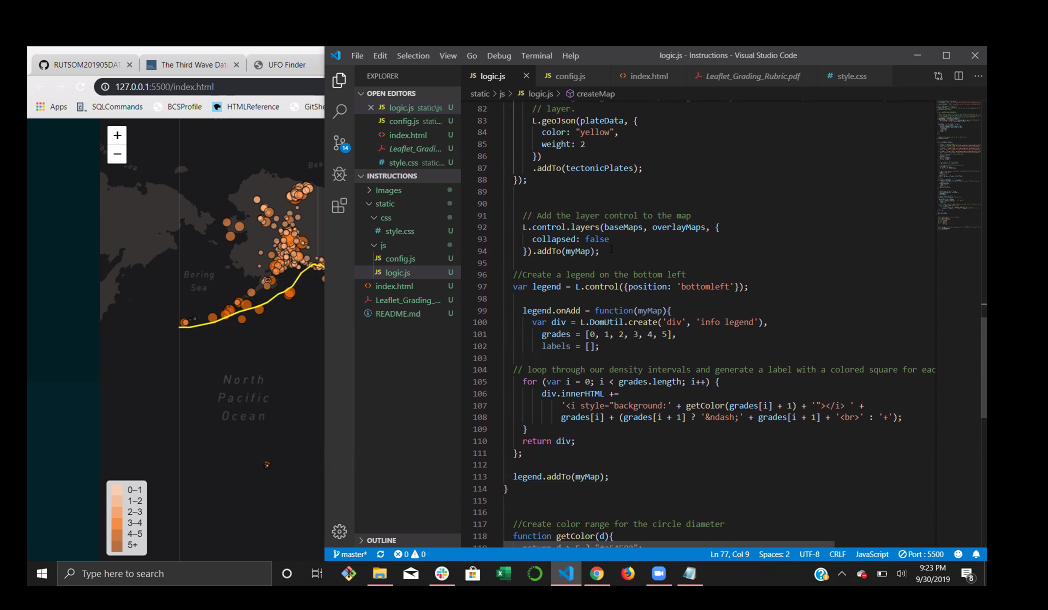 RUTSOM201905DAT
The Third Wave Data
UFO Finder
127.0.0.1:5500/index.html
Apps
SQLCommands
BCSProfile
HTMLReference
GitShe
+
−
Bering
Sea
North
Pacific
Ocean
0–1
1–2
2–3
3–4
4–5
5+
File Edit Selection View Go Debug Terminal Help
logic.js - Instructions - Visual Studio Code
EXPLORER
OPEN EDITORS
JS logic.js static\js U
JS config.js static... U
<> index.html U
Leaflet_Gradi... U
style.css static... U
INSTRUCTIONS
Images
static
css
style.css U
js
JS config.js U
JS logic.js U
<> index.html U
Leaflet_Grading_... U
README.md U
OUTLINE
14
JS logic.js
JS config.js
<> index.html
Leaflet_Grading_Rubric.pdf
style.css
static > js > JS logic.js > createMap
82 // layer.
83 L.geoJson(plateData, {
84 color: "yellow",
85 weight: 2
86 })
87 .addTo(tectonicPlates);
88 });
89
90
91 // Add the layer control to the map
92 L.control.layers(baseMaps, overlayMaps, {
93 collapsed: false
94 }).addTo(myMap);
95
96 //Create a legend on the bottom left
97 var legend = L.control({position: 'bottomleft'});
98
99 legend.onAdd = function(myMap){
100 var div = L.DomUtil.create('div', 'info legend'),
101 grades = [0, 1, 2, 3, 4, 5],
102 labels = [];
103
104 // loop through our density intervals and generate a label with a colored square for each
105 for (var i = 0; i < grades.length; i++) {
106 div.innerHTML +=
107 '<i style="background:' + getColor(grades[i] + 1) + '"></i> ' +
108 grades[i] + (grades[i + 1] ? '&ndash;' + grades[i + 1] + '<br>' : '+');
109 }
110 return div;
111 };
112
113 legend.addTo(myMap);
114 }
115
116
117 //Create color range for the circle diameter
118 function getColor(d){
master*
0 0
Ln 77, Col 9
Spaces: 2
UTF-8
CRLF
JavaScript
Port : 5500
Type here to search
9:23 PM
9/30/2019
8